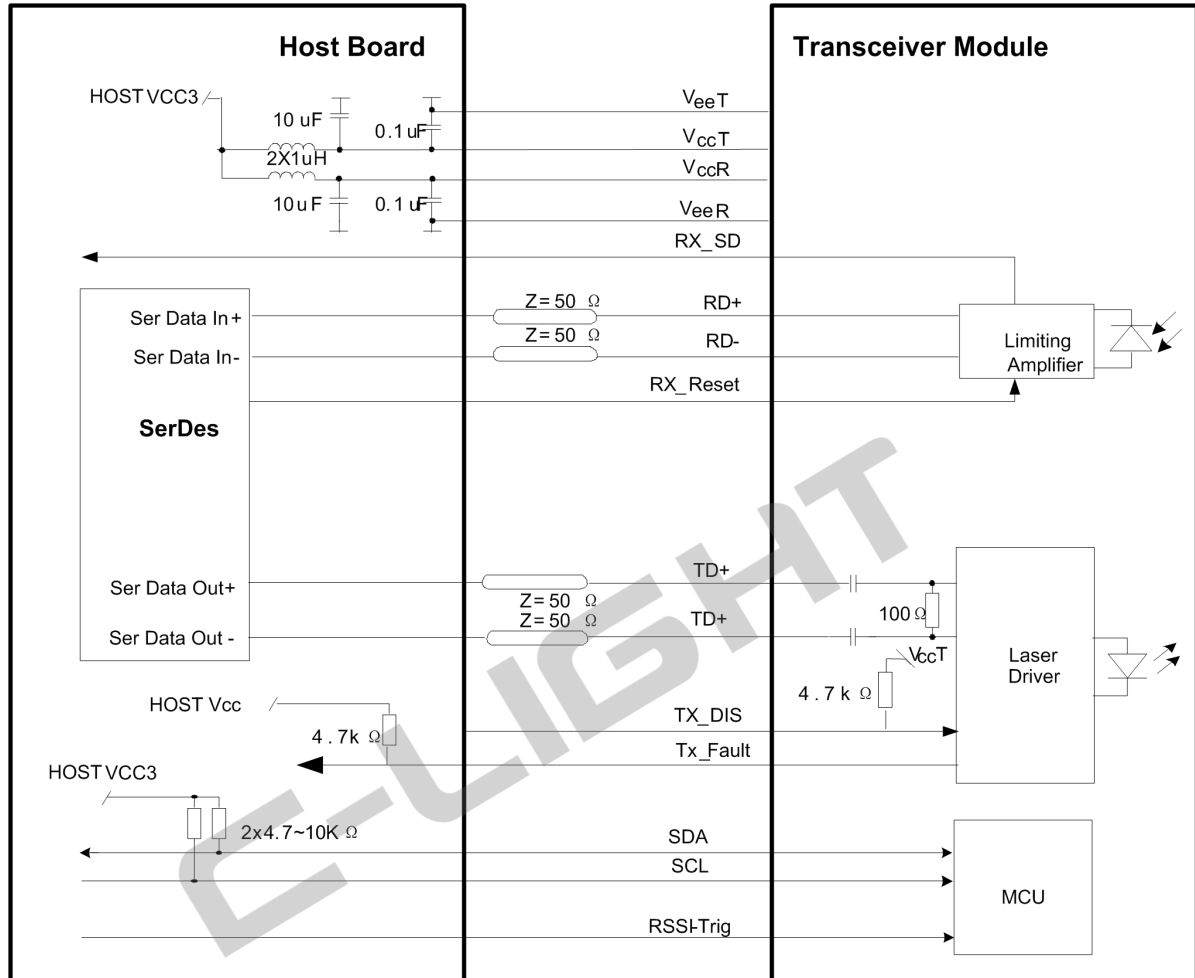 Host Board
Transceiver Module
HOST VCC3
10 uF
0.1 uF
VeeT
VccT
2X1uH
VccR
10uF
0.1 uF
VeeR
RX_SD
Z= 50 Ω
RD+
Ser Data In+
Z= 50 Ω
RD-
Ser Data In-
Limiting
Amplifier
RX_Reset
SerDes
C-LIGHT
TD+
Ser Data Out+
Z= 50 Ω
100 Ω
Z= 50 Ω
TD+
Ser Data Out -
VccT
Laser
Driver
4 . 7 k Ω
HOST Vcc
TX_DIS
4 . 7k Ω
Tx_Fault
HOST VCC3
2x4.7~10K Ω
SDA
SCL
MCU
RSSI-Trig